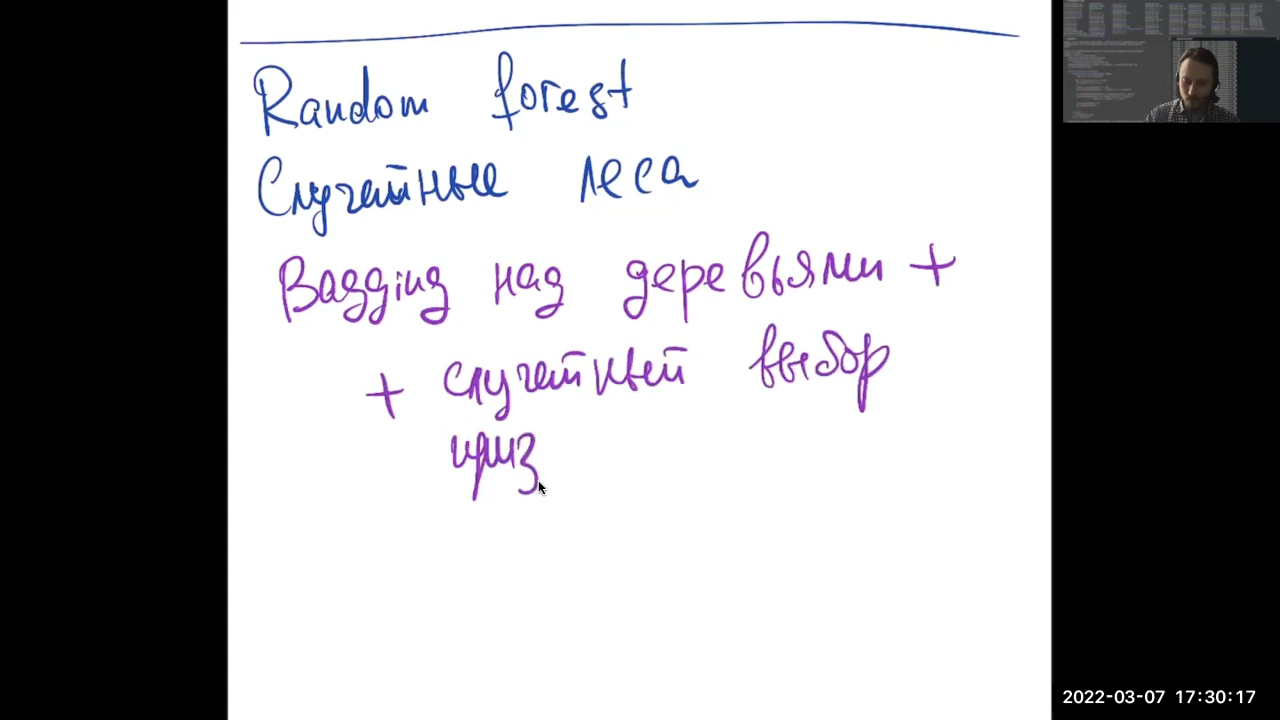 Random forest
Случайные леса
Bagging над деревьями +
+ случайный выбор
приз
2022-03-07 17:30:17